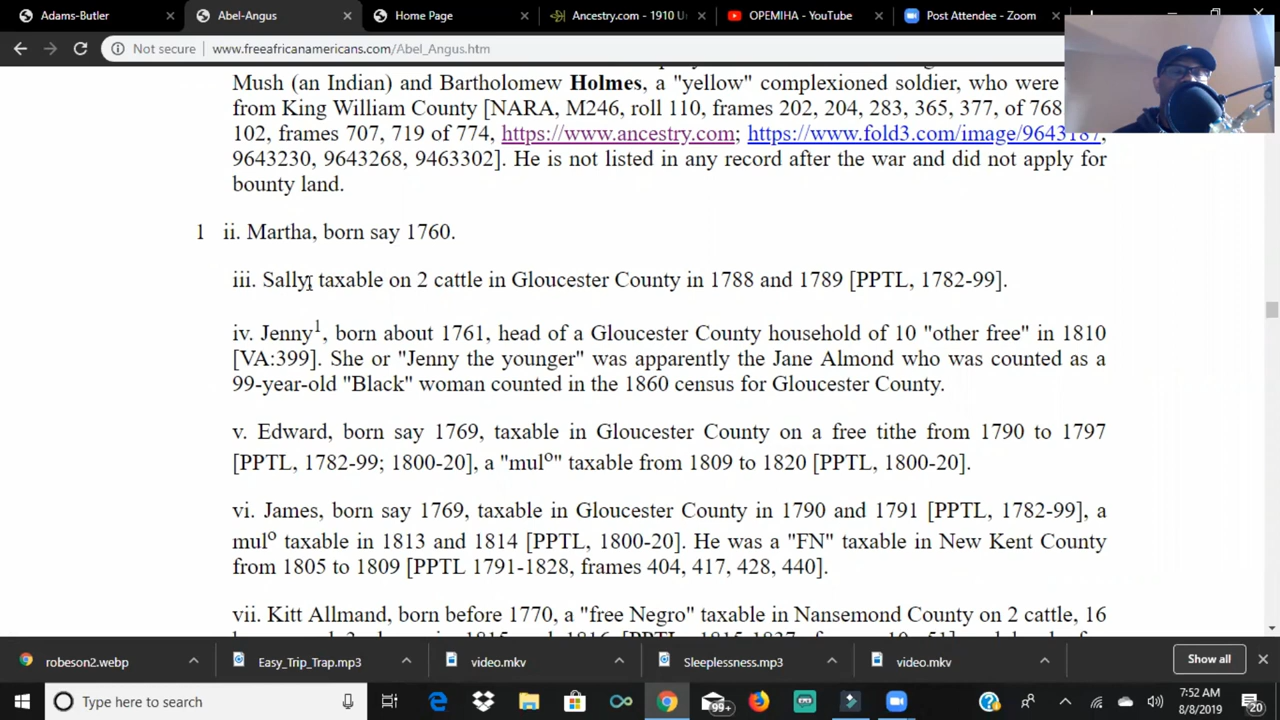 Adams-Butler
Abel-Angus
Home Page
Ancestry.com - 1910 U
OPEMIHA - YouTube
Post Attendee - Zoom
Not secure
www.freeafricanamericans.com/Abel_Angus.htm
Mush (an Indian) and Bartholomew Holmes, a "yellow" complexioned soldier, who were
from King William County [NARA, M246, roll 110, frames 202, 204, 283, 365, 377, of 768
102, frames 707, 719 of 774, https://www.ancestry.com; https://www.fold3.com/image/9643187,
9643230, 9643268, 9463302]. He is not listed in any record after the war and did not apply for
bounty land.
1 ii. Martha, born say 1760.
iii. Sally, taxable on 2 cattle in Gloucester County in 1788 and 1789 [PPTL, 1782-99].
iv. Jenny1, born about 1761, head of a Gloucester County household of 10 "other free" in 1810
[VA:399]. She or "Jenny the younger" was apparently the Jane Almond who was counted as a
99-year-old "Black" woman counted in the 1860 census for Gloucester County.
v. Edward, born say 1769, taxable in Gloucester County on a free tithe from 1790 to 1797
[PPTL, 1782-99; 1800-20], a "mulo" taxable from 1809 to 1820 [PPTL, 1800-20].
vi. James, born say 1769, taxable in Gloucester County in 1790 and 1791 [PPTL, 1782-99], a
mulo taxable in 1813 and 1814 [PPTL, 1800-20]. He was a "FN" taxable in New Kent County
from 1805 to 1809 [PPTL 1791-1828, frames 404, 417, 428, 440].
vii. Kitt Allmand, born before 1770, a "free Negro" taxable in Nansemond County on 2 cattle, 16
robeson2.webp
Easy_Trip_Trap.mp3
video.mkv
Sleeplessness.mp3
video.mkv
Show all
Type here to search
99+
7:52 AM
8/8/2019
20